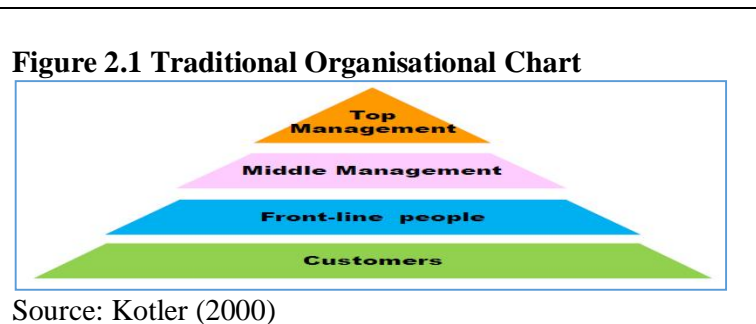 Figure 2.1 Traditional Organisational Chart
Top
Management
Middle Management
Front-line people
Customers
Source: Kotler (2000)